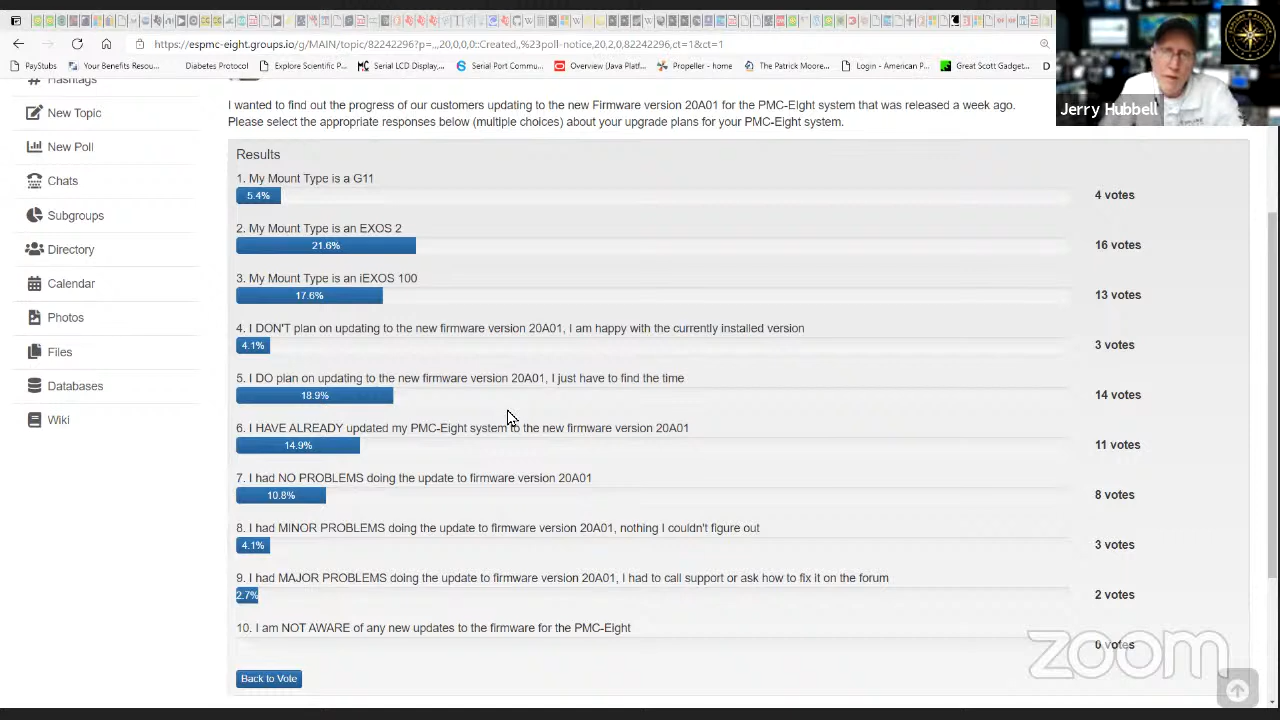 https://espmc-eight.groups.io/g/MAIN/topic/82242296?p=,,,20,0,0,0::Created,,%23poll-notice,20,2,0,82242296,ct=1&ct=1
PayStubs
Your Benefits Resou...
Diabetes Protocol
Explore Scientific P...
Serial LCD Display,...
Serial Port Commu...
Overview (Java Platf...
Propeller - home
The Patrick Moore...
Login - American P...
Great Scott Gadget...
D
Jerry Hubbell
Hashtags
New Topic
New Poll
Chats
Subgroups
Directory
Calendar
Photos
Files
Databases
Wiki
I wanted to find out the progress of our customers updating to the new Firmware version 20A01 for the PMC-Eight system that was released a week ago.
Please select the appropriate responses below (multiple choices) about your upgrade plans for your PMC-Eight system.
Results
1. My Mount Type is a G11
5.4% 4 votes
2. My Mount Type is an EXOS 2
21.6% 16 votes
3. My Mount Type is an iEXOS 100
17.6% 13 votes
4. I DON'T plan on updating to the new firmware version 20A01, I am happy with the currently installed version
4.1% 3 votes
5. I DO plan on updating to the new firmware version 20A01, I just have to find the time
18.9% 14 votes
6. I HAVE ALREADY updated my PMC-Eight system to the new firmware version 20A01
14.9% 11 votes
7. I had NO PROBLEMS doing the update to firmware version 20A01
10.8% 8 votes
8. I had MINOR PROBLEMS doing the update to firmware version 20A01, nothing I couldn't figure out
4.1% 3 votes
9. I had MAJOR PROBLEMS doing the update to firmware version 20A01, I had to call support or ask how to fix it on the forum
2.7% 2 votes
10. I am NOT AWARE of any new updates to the firmware for the PMC-Eight
0 votes
Back to Vote
zoom